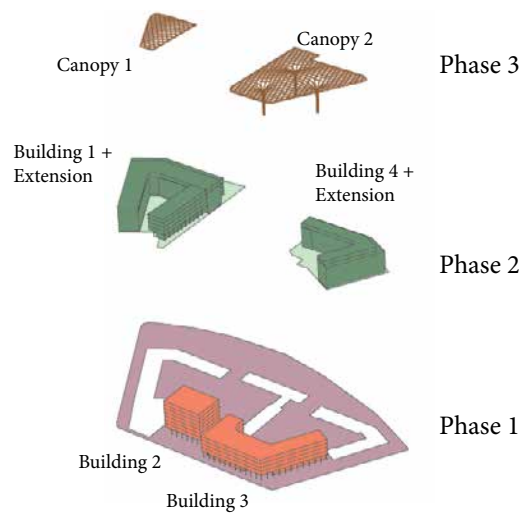 Canopy 2
Canopy 1
Phase 3
Building 1 +
Extension
Building 4 +
Extension
Phase 2
Phase 1
Building 2
Building 3